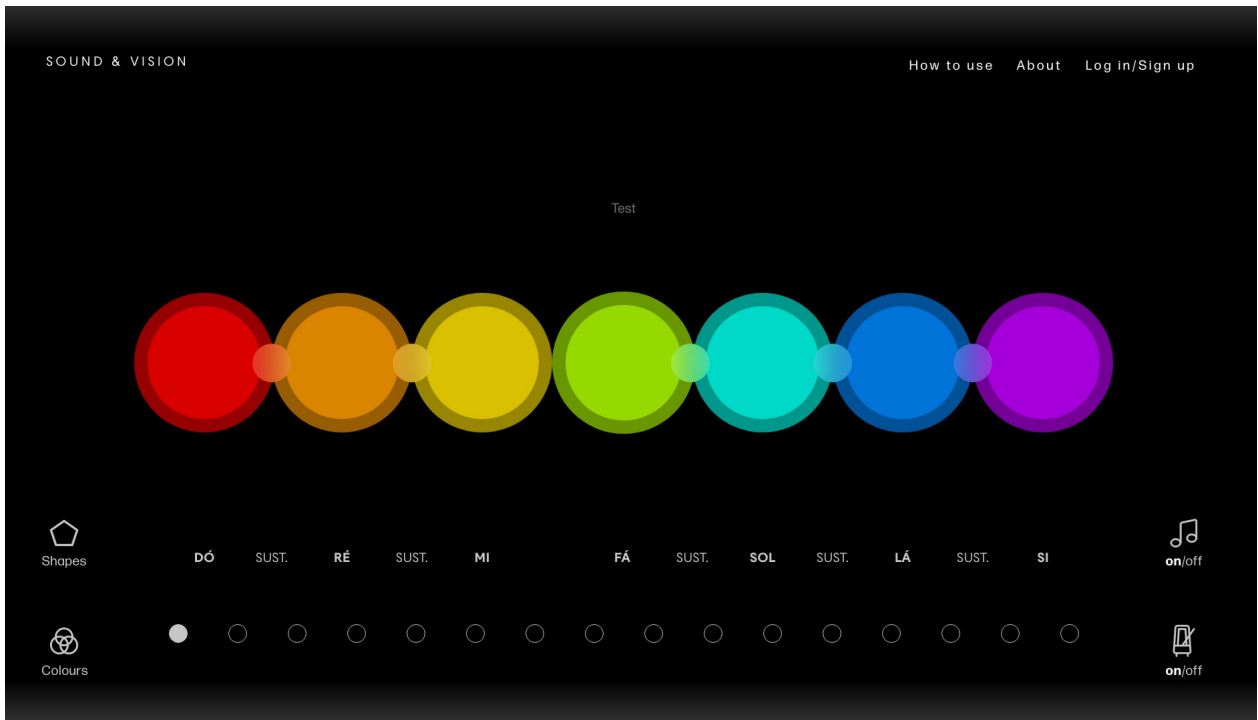 SOUND & VISION
How to use About Log in/Sign up
Test
Shapes
DÓ SUST. RÉ SUST. MI FÁ SUST. SOL SUST. LÁ SUST. SI
on/off
Colours
on/off